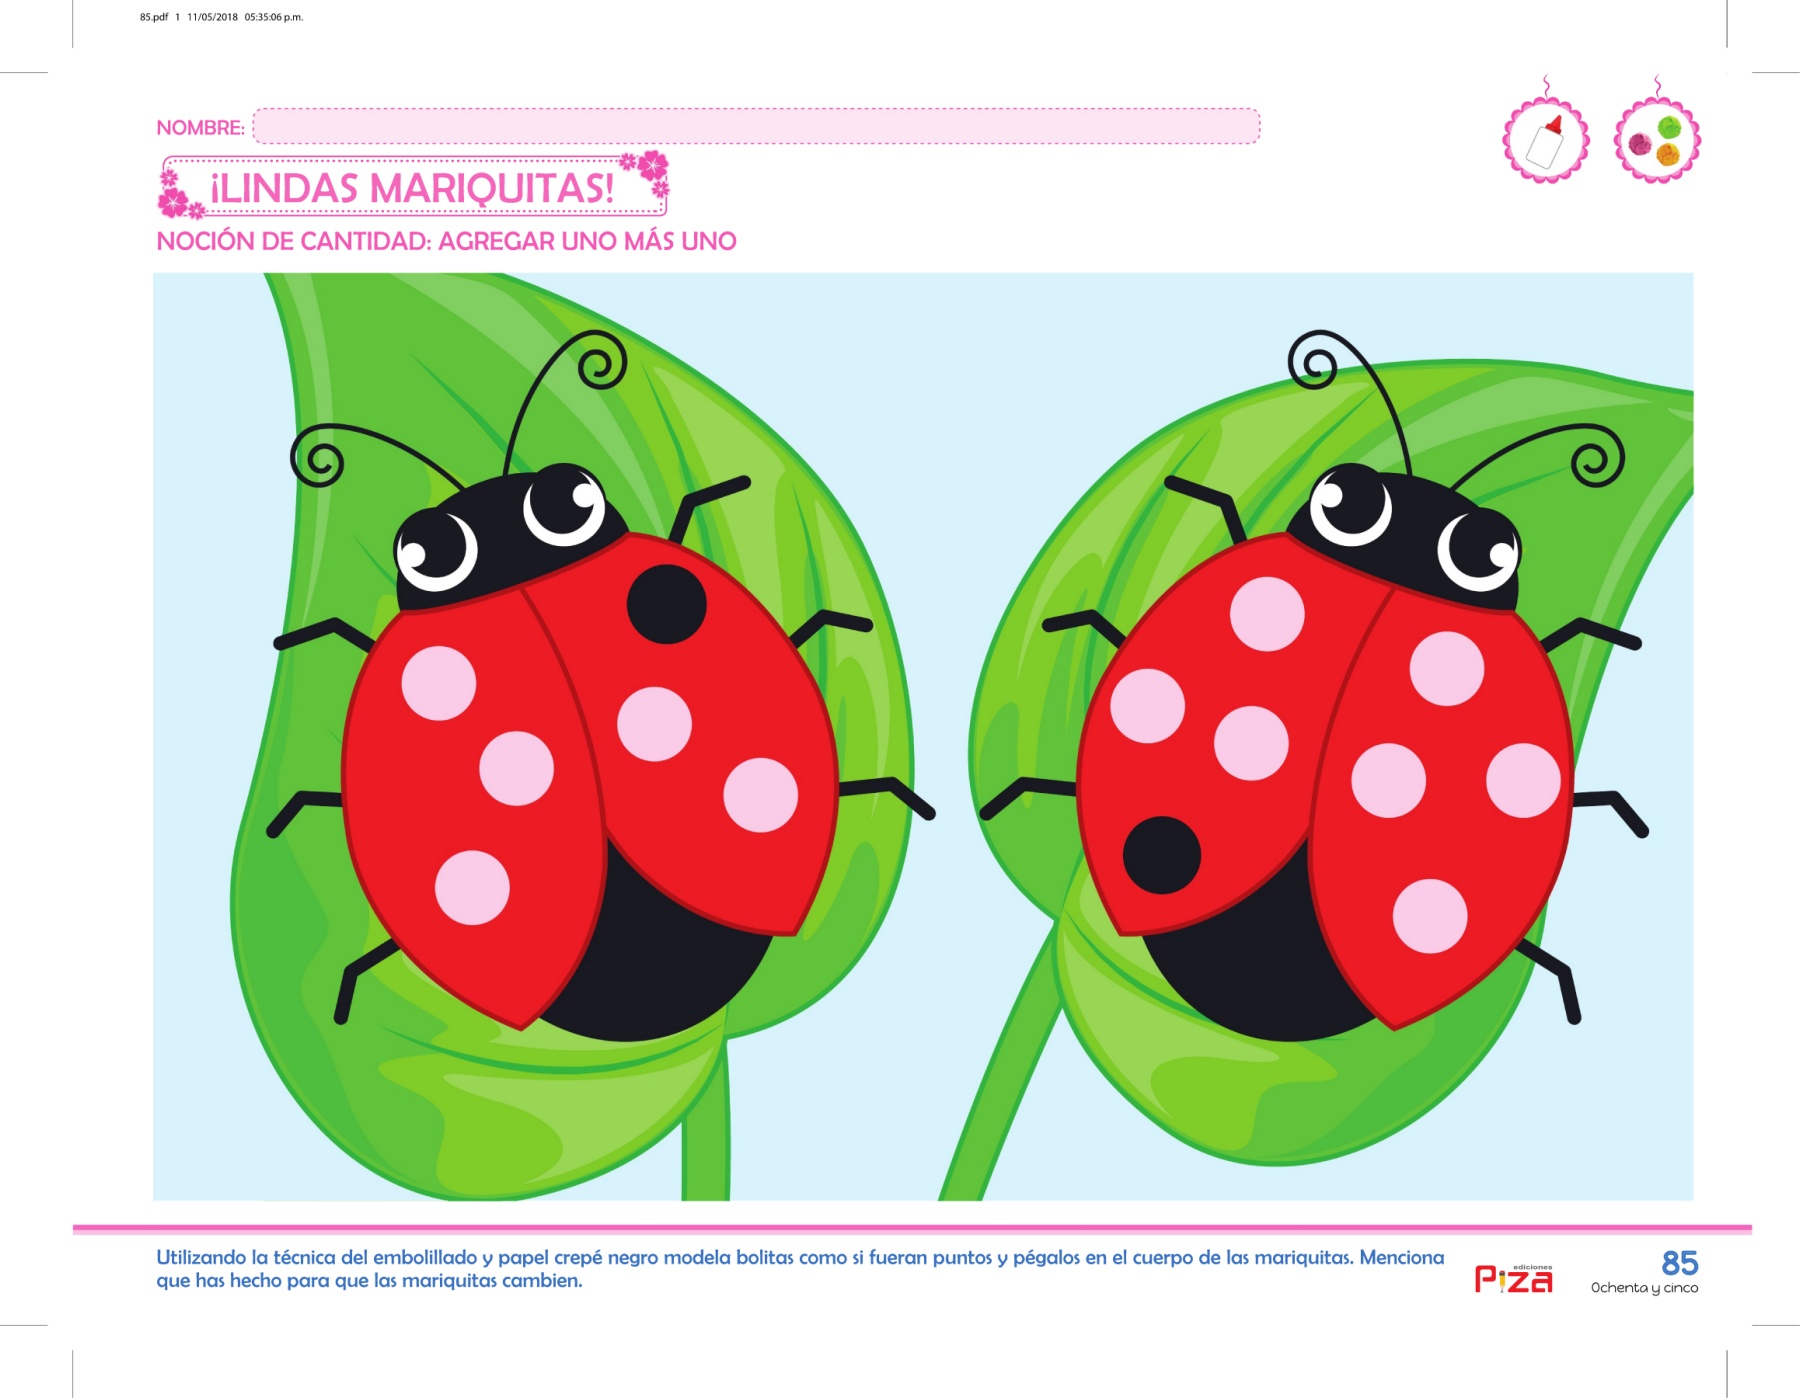 85.pdf 1 11/05/2018 05:35:06 p.m.
NOMBRE:
¡LINDAS MARIQUITAS!
NOCIÓN DE CANTIDAD: AGREGAR UNO MÁS UNO
Utilizando la técnica del embolillado y papel crepé negro modela bolitas como si fueran puntos y pégalos en el cuerpo de las mariquitas. Menciona
que has hecho para que las mariquitas cambien.
ediciones
Piza
85
Ochenta y cinco